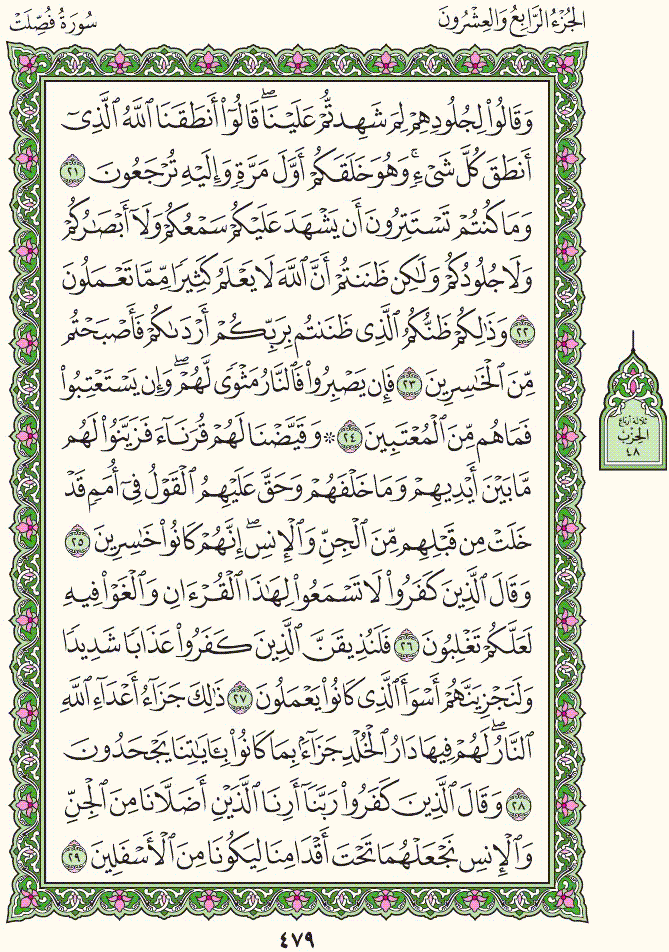 سُورَةُ فُصِّلَتْ
الجُزْءُ الرَّابِعُ وَالعِشْرُونَ
وَقَالُوا۟ لِجُلُودِهِمْ لِمَ شَهِدتُّمْ عَلَيْنَا ۖ قَالُوٓا۟ أَنطَقَنَا ٱللَّهُ ٱلَّذِىٓ
أَنطَقَ كُلَّ شَىْءٍ ۚ وَهُوَ خَلَقَكُمْ أَوَّلَ مَرَّةٍ وَإِلَيْهِ تُرْجَعُونَ ٢١
وَمَا كُنتُمْ تَسْتَتِرُونَ أَن يَشْهَدَ عَلَيْكُمْ سَمْعُكُمْ وَلَآ أَبْصَـٰرُكُمْ
وَلَا جُلُودُكُمْ وَلَـٰكِن ظَنَنتُمْ أَنَّ ٱللَّهَ لَا يَعْلَمُ كَثِيرًا مِّمَّا تَعْمَلُونَ
٢٢ وَذَٰلِكُمْ ظَنُّكُمُ ٱلَّذِى ظَنَنتُم بِرَبِّكُمْ أَرْدَىٰكُمْ فَأَصْبَحْتُم
مِّنَ ٱلْخَـٰسِرِينَ ٢٣ فَإِن يَصْبِرُوا۟ فَٱلنَّارُ مَثْوًى لَّهُمْ ۖ وَإِن يَسْتَعْتِبُوا۟
فَمَا هُم مِّنَ ٱلْمُعْتَبِينَ ٢٤ ۞ وَقَيَّضْنَا لَهُمْ قُرَنَآءَ فَزَيَّنُوا۟ لَهُم
مَّا بَيْنَ أَيْدِيهِمْ وَمَا خَلْفَهُمْ وَحَقَّ عَلَيْهِمُ ٱلْقَوْلُ فِىٓ أُمَمٍ قَدْ
خَلَتْ مِن قَبْلِهِم مِّنَ ٱلْجِنِّ وَٱلْإِنسِ ۖ إِنَّهُمْ كَانُوا۟ خَـٰسِرِينَ ٢٥
وَقَالَ ٱلَّذِينَ كَفَرُوا۟ لَا تَسْمَعُوا۟ لِهَـٰذَا ٱلْقُرْءَانِ وَٱلْغَوْا۟ فِيهِ
لَعَلَّكُمْ تَغْلِبُونَ ٢٦ فَلَنُذِيقَنَّ ٱلَّذِينَ كَفَرُوا۟ عَذَابًا شَدِيدًا
وَلَنَجْزِيَنَّهُمْ أَسْوَأَ ٱلَّذِى كَانُوا۟ يَعْمَلُونَ ٢٧ ذَٰلِكَ جَزَآءُ أَعْدَآءِ ٱللَّهِ
ٱلنَّارُ ۖ لَهُمْ فِيهَا دَارُ ٱلْخُلْدِ ۖ جَزَآءًۢ بِمَا كَانُوا۟ بِـَٔايَـٰتِنَا يَجْحَدُونَ
٢٨ وَقَالَ ٱلَّذِينَ كَفَرُوا۟ رَبَّنَآ أَرِنَا ٱلَّذَيْنِ أَضَلَّانَا مِنَ ٱلْجِنِّ
وَٱلْإِنسِ نَجْعَلْهُمَا تَحْتَ أَقْدَامِنَا لِيَكُونَا مِنَ ٱلْأَسْفَلِينَ ٢٩
ثلاثة أرباع
الحزب
٤٨
٤٧٩